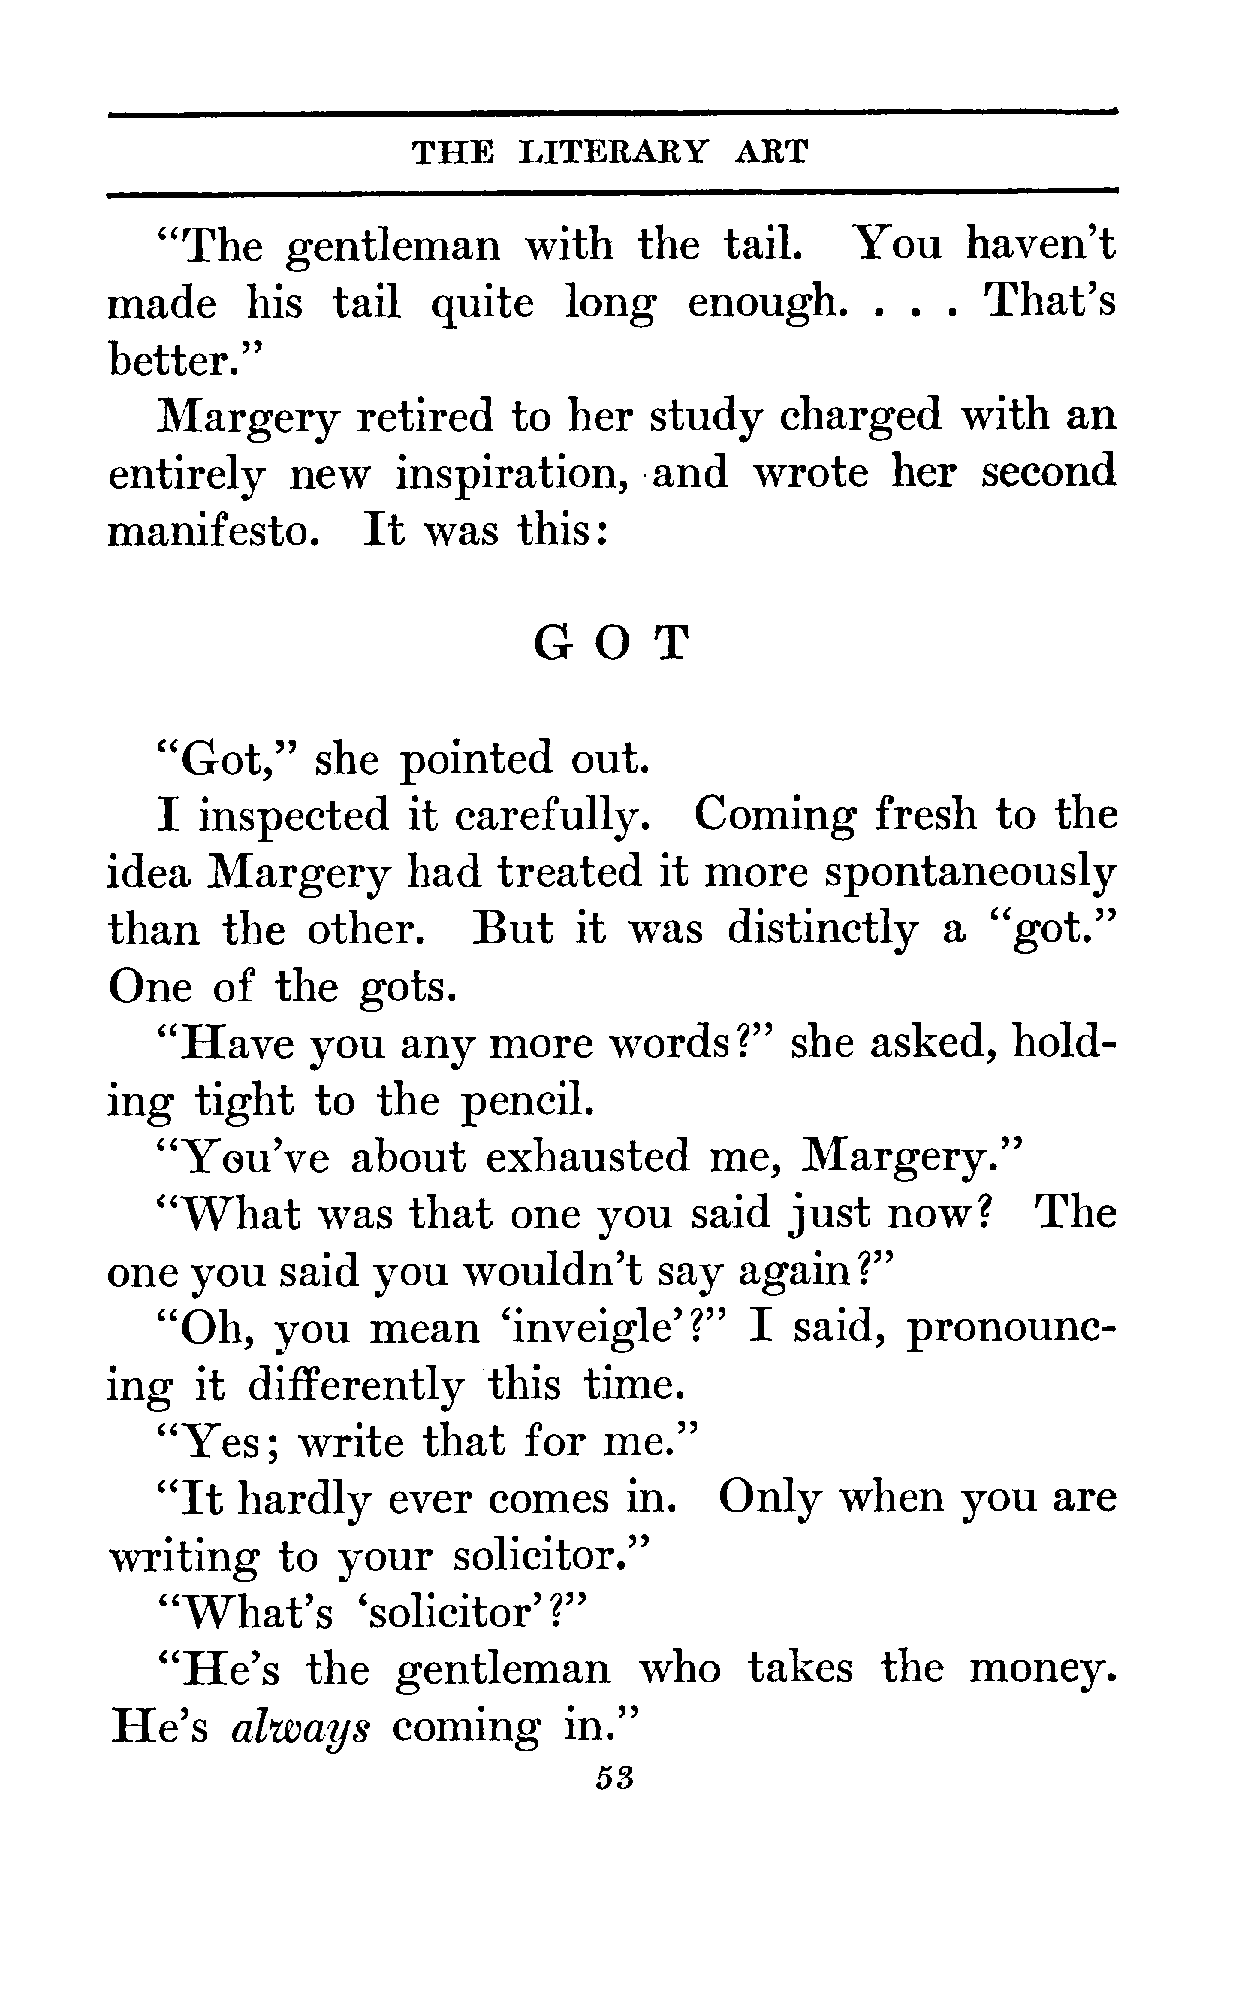 THE LITERARY ART
“The gentleman with the tail. You haven’t
made his tail quite long enough. . . . That’s
better.”
Margery retired to her study charged with an
entirely new inspiration, and wrote her second
manifesto. It was this:
G O T
“Got,” she pointed out.
I inspected it carefully. Coming fresh to the
idea Margery had treated it more spontaneously
than the other. But it was distinctly a “got.”
One of the gots.
“Have you any more words?” she asked, hold-
ing tight to the pencil.
“You’ve about exhausted me, Margery.”
“What was that one you said just now? The
one you said you wouldn’t say again?”
“Oh, you mean ‘inveigle’?” I said, pronounc-
ing it differently this time.
“Yes; write that for me.”
“It hardly ever comes in. Only when you are
writing to your solicitor.”
“What’s ‘solicitor’?”
“He’s the gentleman who takes the money.
He’s always coming in.”
53